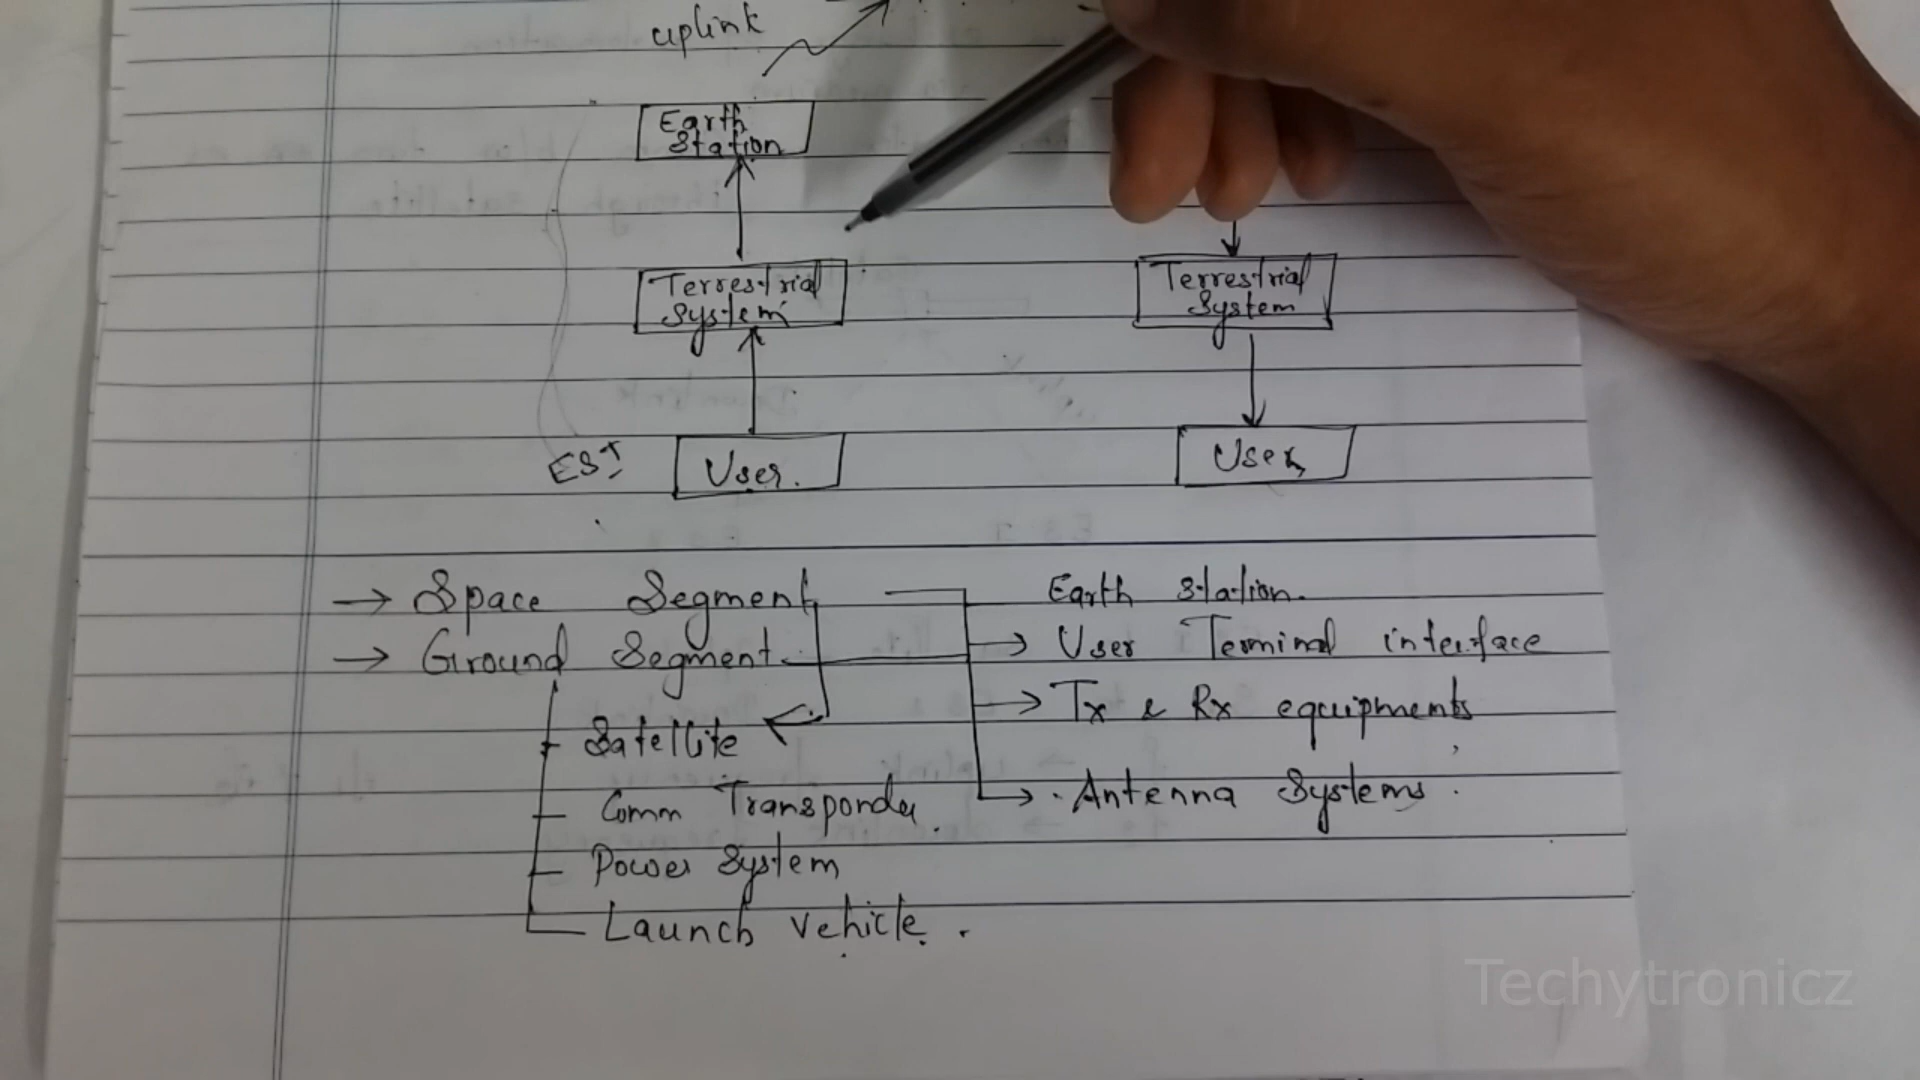 uplink
Earth
Station
Terrestrial
System
Terrestrial
System
EST
User.
User
→ Space Segment
Earth Station.
→ Ground Segment
→ User Terminal interface
→ Tx & Rx equipments
Satellite
→ Antenna Systems.
Comm Transponder.
Power System
Launch vehicle.
Techytronicz